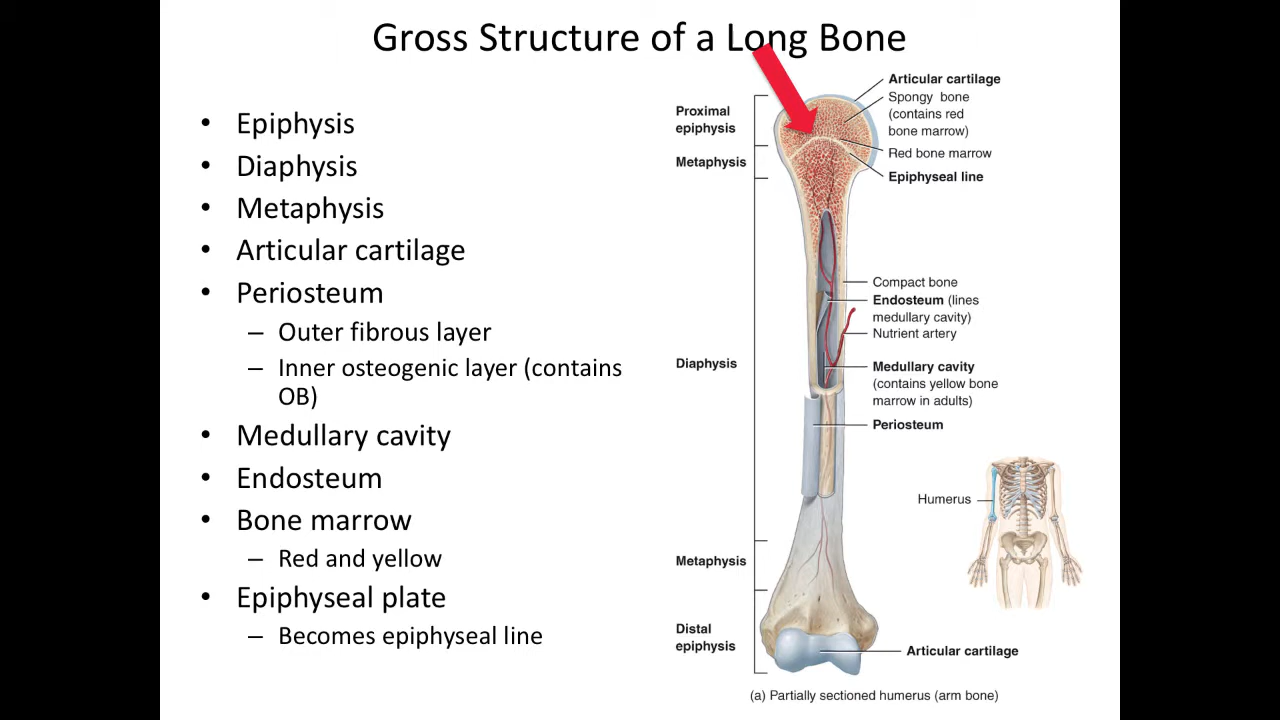 Gross Structure of a Long Bone
• Epiphysis
• Diaphysis
• Metaphysis
• Articular cartilage
• Periosteum
– Outer fibrous layer
– Inner osteogenic layer (contains
OB)
• Medullary cavity
• Endosteum
• Bone marrow
– Red and yellow
• Epiphyseal plate
– Becomes epiphyseal line
Proximal
epiphysis
Metaphysis
Diaphysis
Metaphysis
Distal
epiphysis
Articular cartilage
Spongy bone
(contains red
bone marrow)
Red bone marrow
Epiphyseal line
Compact bone
Endosteum (lines
medullary cavity)
Nutrient artery
Medullary cavity
(contains yellow bone
marrow in adults)
Periosteum
Humerus
Articular cartilage
(a) Partially sectioned humerus (arm bone)